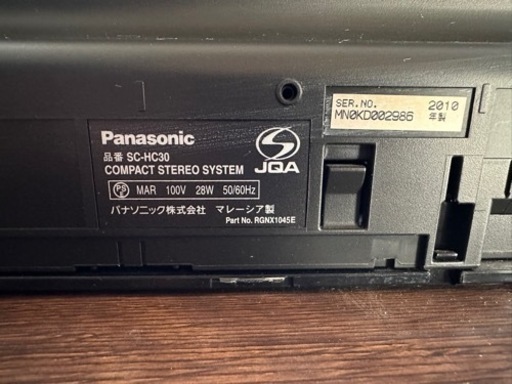 Panasonic
品番 SC-HC30
COMPACT STEREO SYSTEM
JQA
PS E MAR 100V 28W 50/60Hz
パナソニック株式会社 マレーシア製
Part No. RGNX1045E
SER.NO. 2010
MN0KD002986 年製